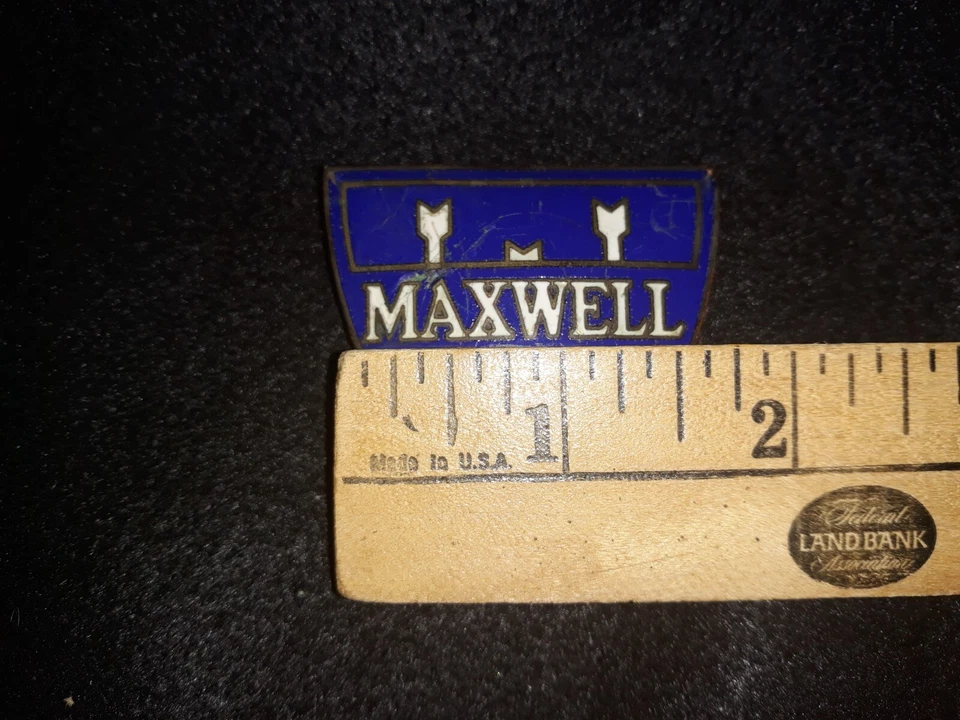 MAXWELL
1 2
Made in U.S.A.
Federal
LAND BANK
Association